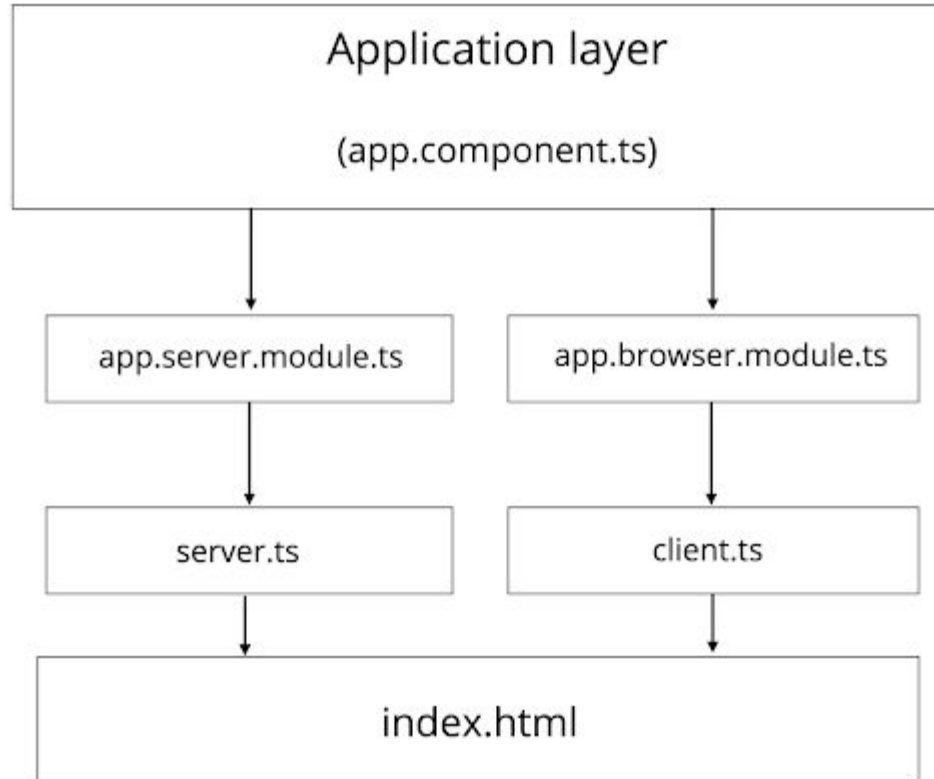 Application layer
(app.component.ts)
app.server.module.ts
app.browser.module.ts
server.ts
client.ts
index.html